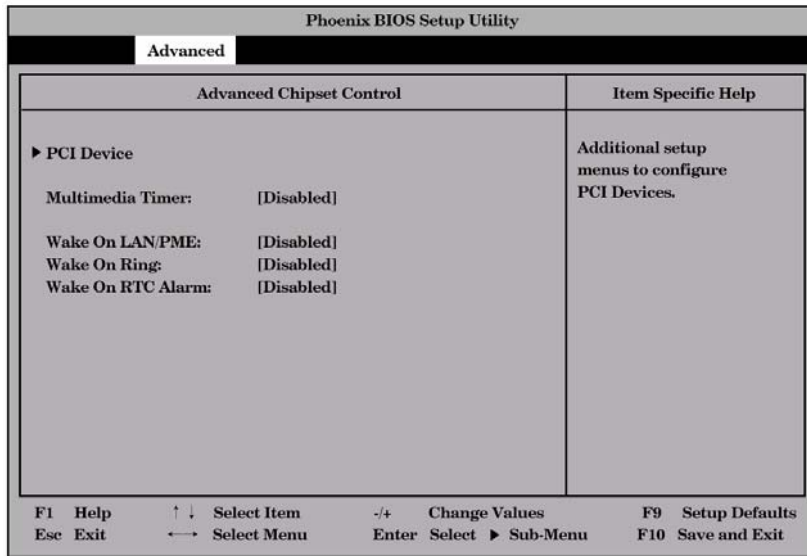 Phoenix BIOS Setup Utility
Advanced
Advanced Chipset Control
Item Specific Help
▶ PCI Device
Multimedia Timer: [Disabled]
Wake On LAN/PME: [Disabled]
Wake On Ring: [Disabled]
Wake On RTC Alarm: [Disabled]
Additional setup
menus to configure
PCI Devices.
F1 Help ↑ ↓ Select Item -/+ Change Values F9 Setup Defaults
Esc Exit ←→ Select Menu Enter Select ▶ Sub-Menu F10 Save and Exit